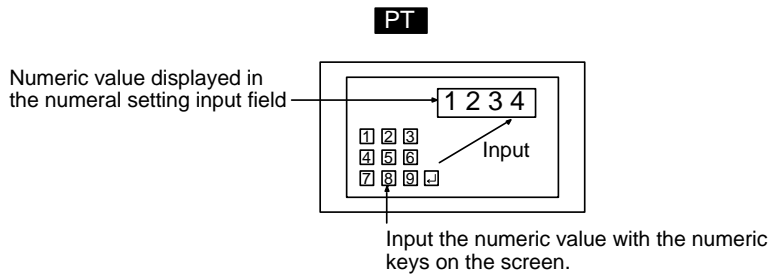 PT
Numeric value displayed in
the numeral setting input field
1 2 3 4
1 2 3
4 5 6
Input
7 8 9 ↵
Input the numeric value with the numeric
keys on the screen.